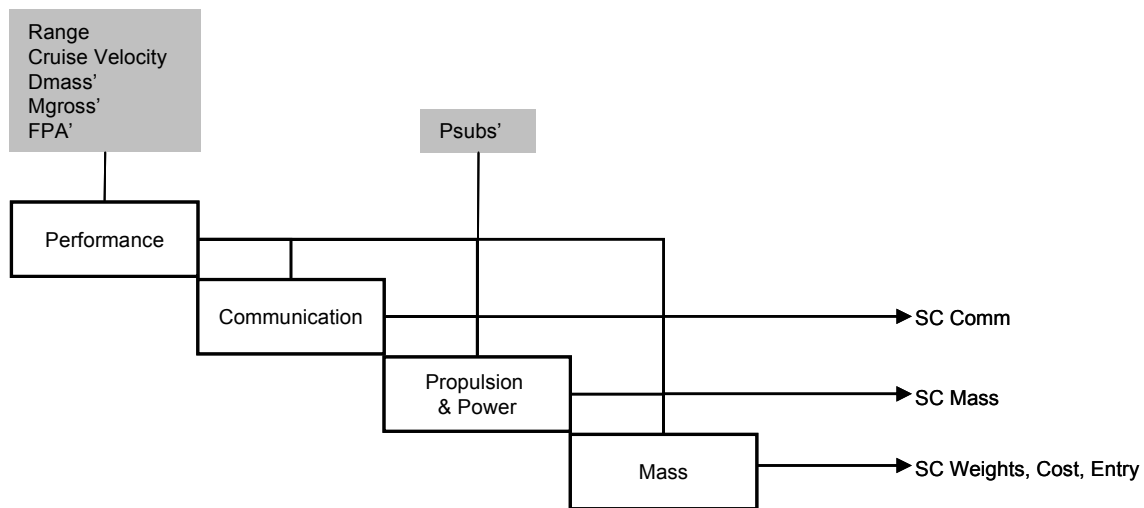 Range
Cruise Velocity
Dmass’
Mgross’
FPA’
Psubs’
Performance
Communication
SC Comm
Propulsion
& Power
SC Mass
Mass
SC Weights, Cost, Entry